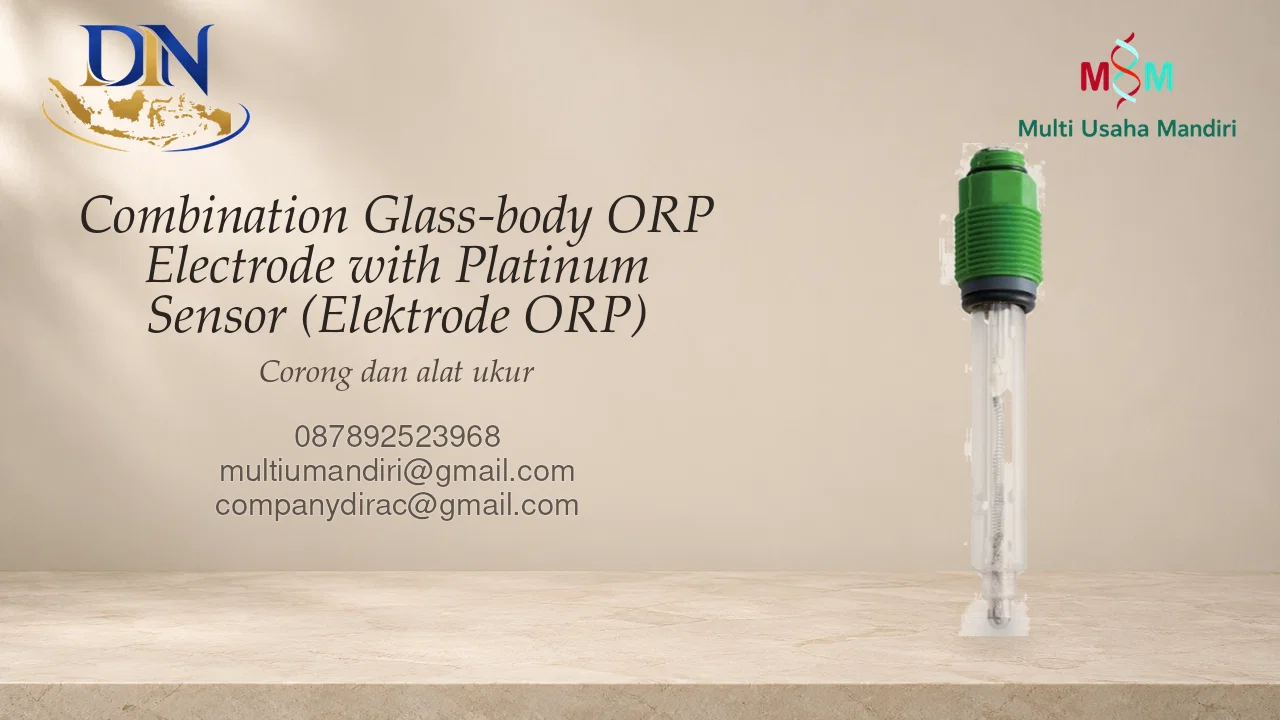 DIN
M M
Multi Usaha Mandiri
Combination Glass-body ORP
Electrode with Platinum
Sensor (Elektrode ORP)
Corong dan alat ukur
087892523968
multiumandiri@gmail.com
companydirac@gmail.com